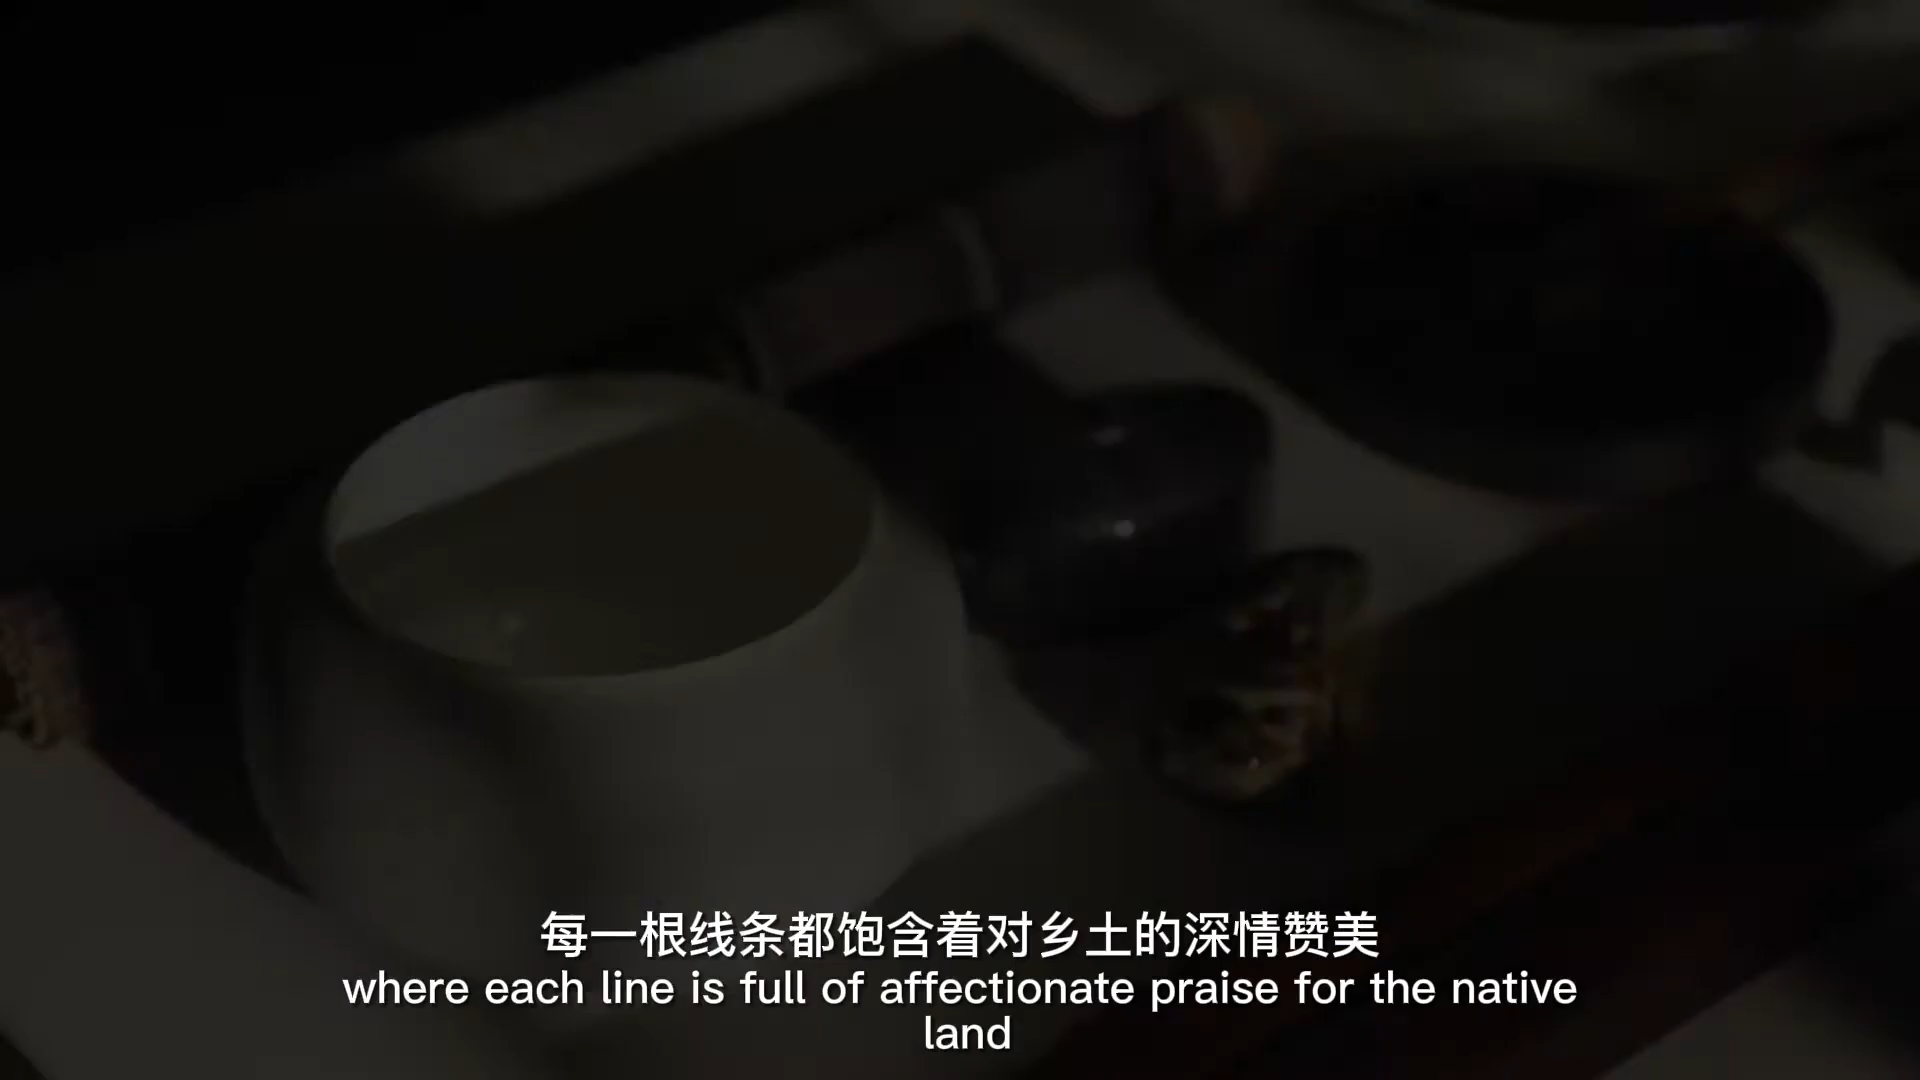 每一根线条都饱含着对乡土的深情赞美
where each line is full of affectionate praise for the native
land